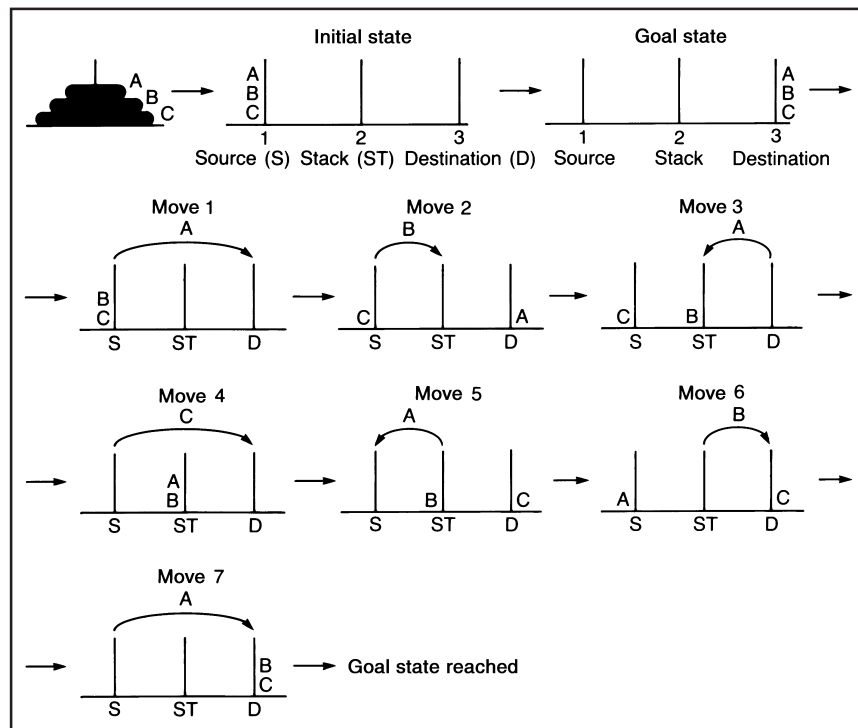 Initial state Goal state
A A A
B B B
C C C
1 2 3 1 2 3
Source (S) Stack (ST) Destination (D) Source Stack Destination
Move 1 Move 2 Move 3
A B A
B
C C A C B
S ST D S ST D S ST D
Move 4 Move 5 Move 6
C A B
A
B B C A C
S ST D S ST D S ST D
Move 7
A
B
C
Goal state reached
S ST D